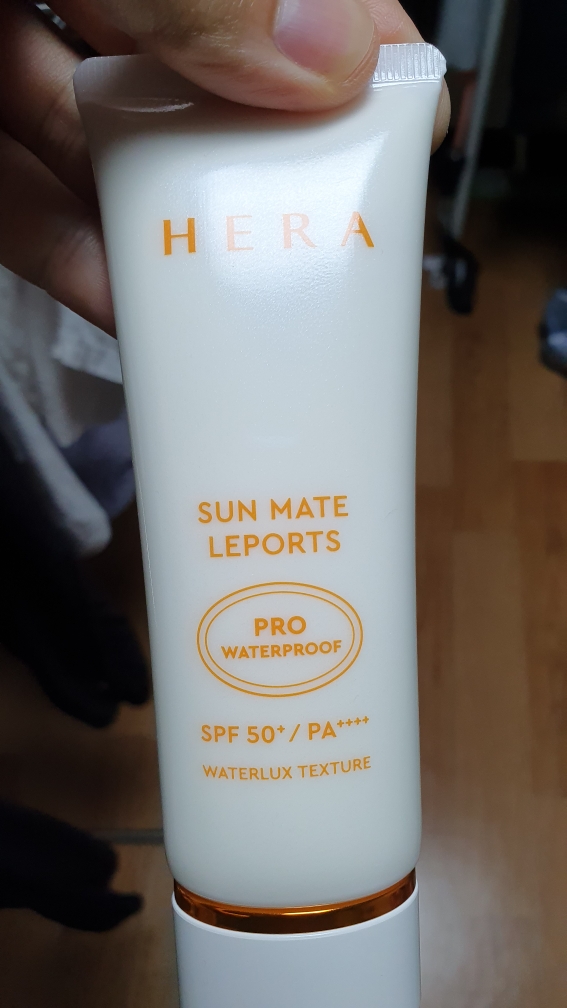 HERA
SUN MATE
LEPORTS
PRO
WATERPROOF
SPF 50+ / PA++++
WATERLUX TEXTURE